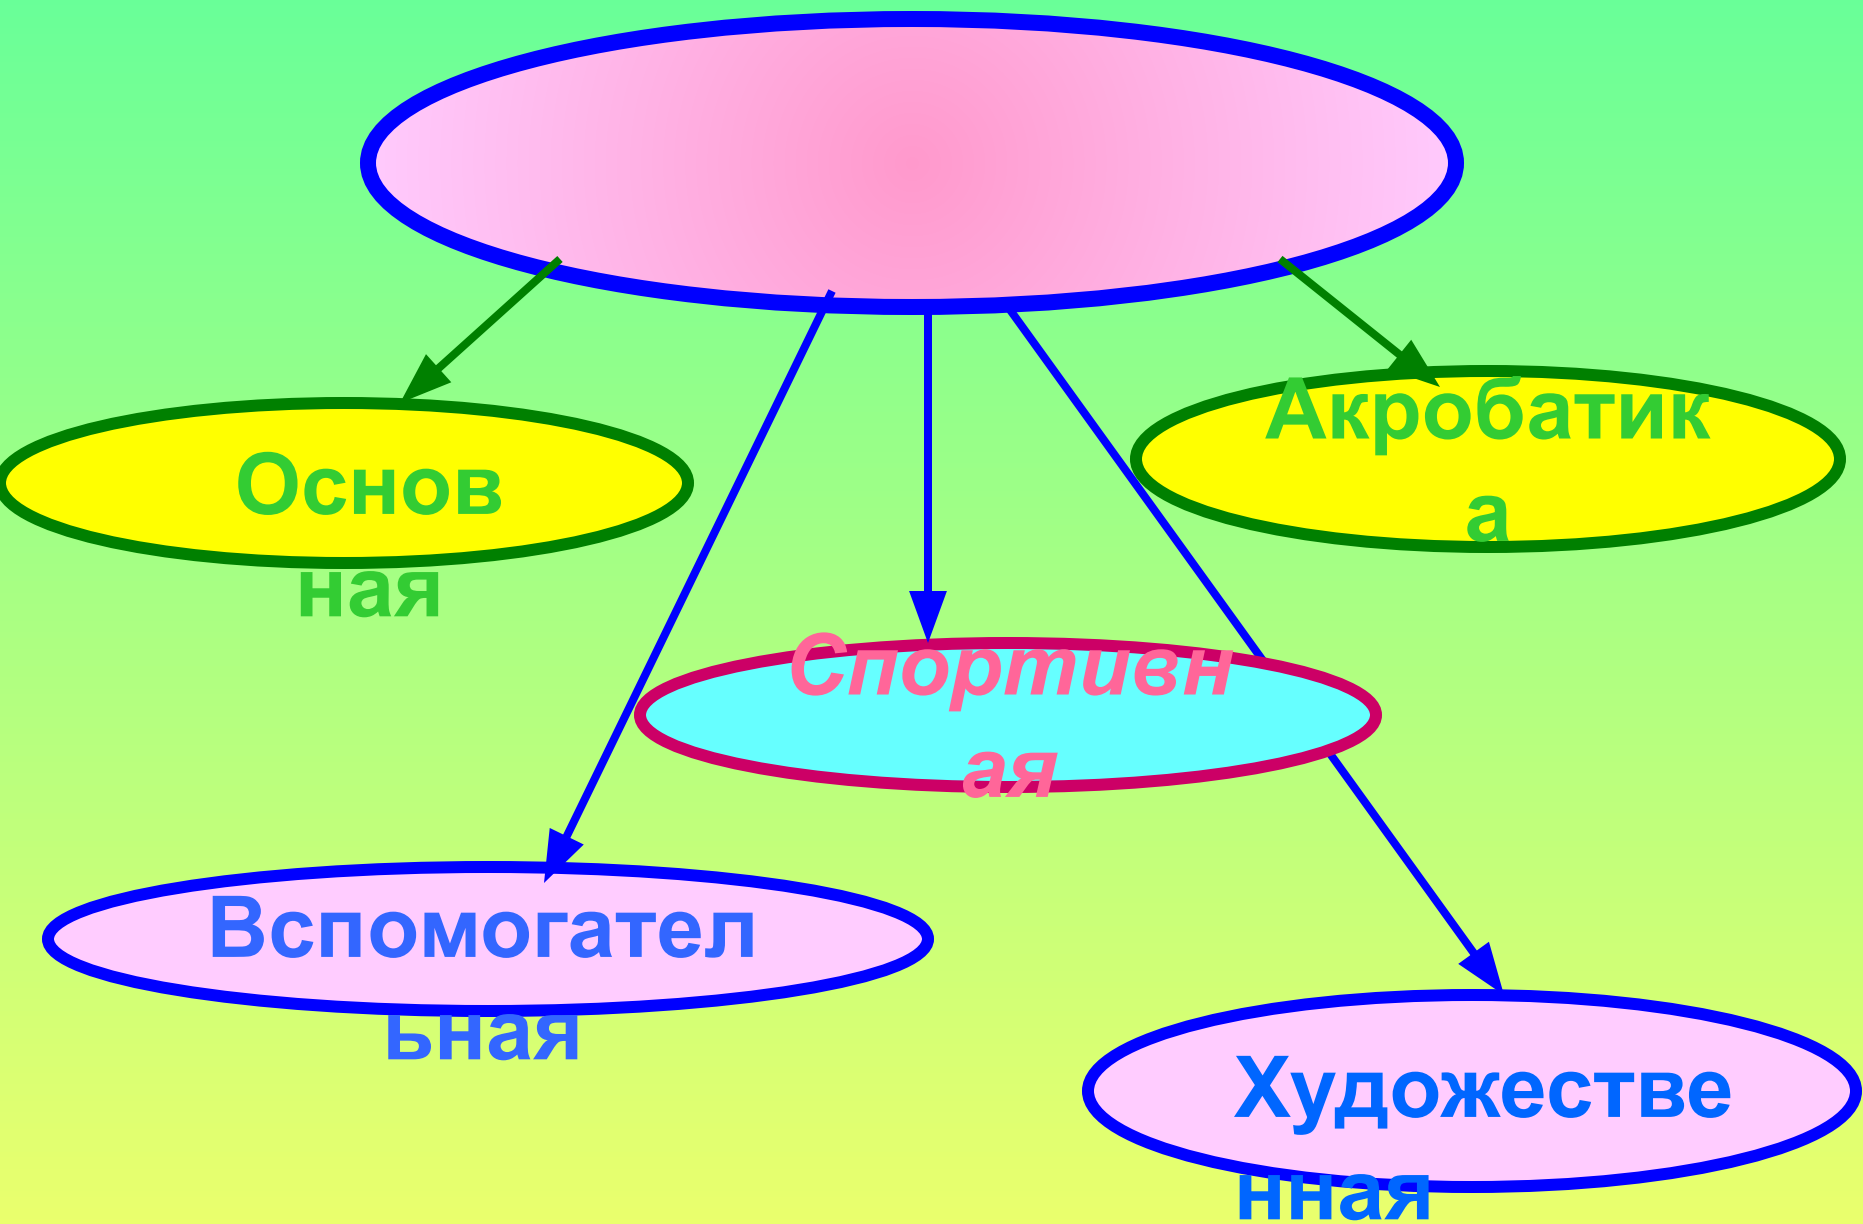 Основ
ная
Акробатик
а
Спортивн
ая
Вспомогател
ьная
Художестве
нная